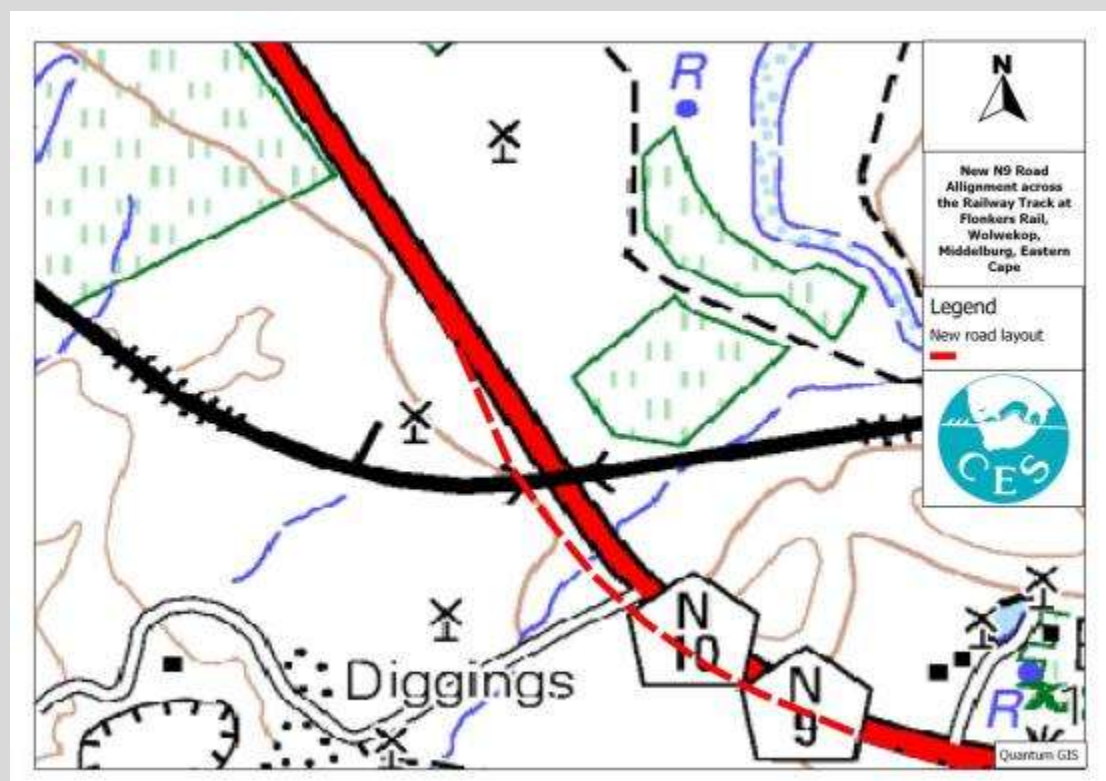 R
N
New N9 Road
Allignment across
the Railway Track at
Flonkers Rail,
Wolwekop,
Middelburg, Eastern
Cape
Legend
New road layout
CES
N
10
N
9
Diggings
R
Quantum GIS